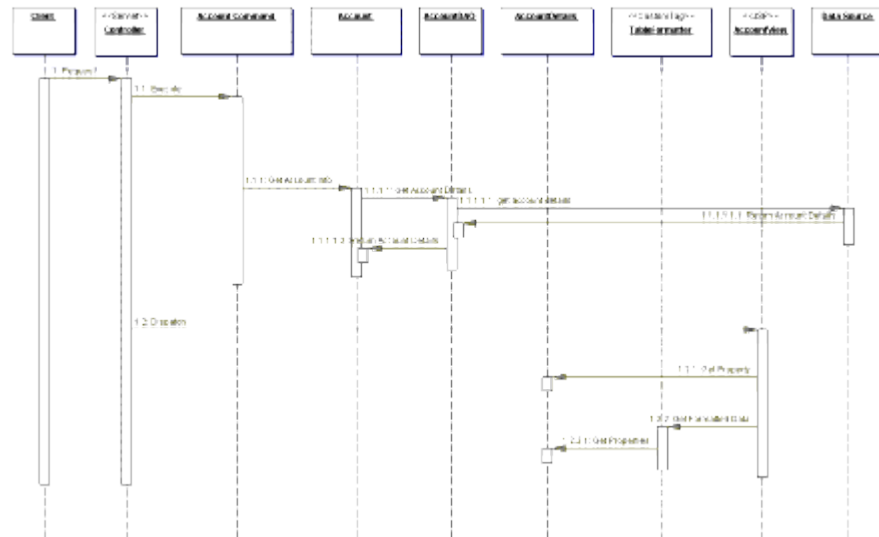 Client
<<Servlet>>
Controller
Account Command
Account
AccountDAO
AccountDetails
<<CustomTag>>
TableFormatter
<<JSP>>
AccountView
Data Source
1: Request
1.1: Execute
1.1.1: Get Account Info
1.1.1.1: Get Account Details
1.1.1.1.1: get account details
1.1.1.1.1.1: Return Account Details
1.1.1.1.2: Return Account Details
1.2: Dispatch
1.2.1: Get Property
1.2.2: Get Formatted Data
1.2.2.1: Get Properties